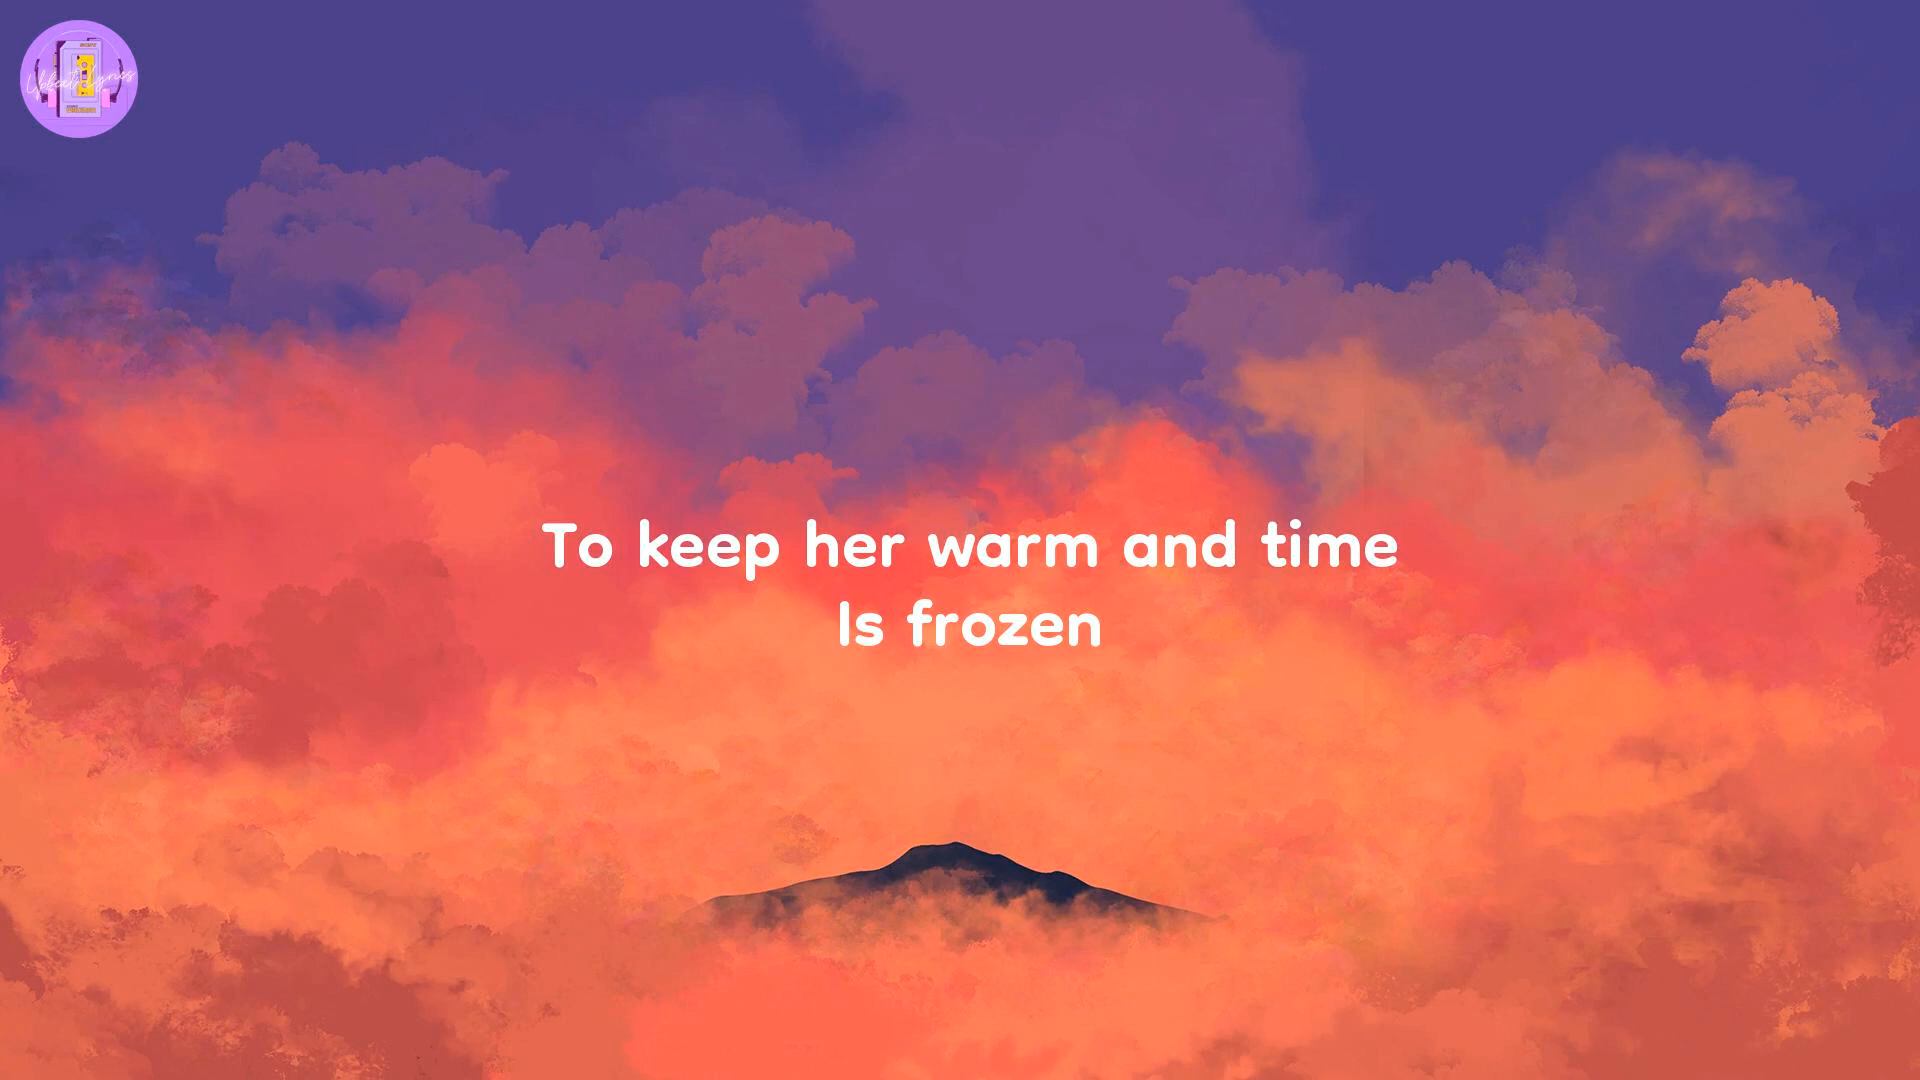 To keep her warm and time
Is frozen